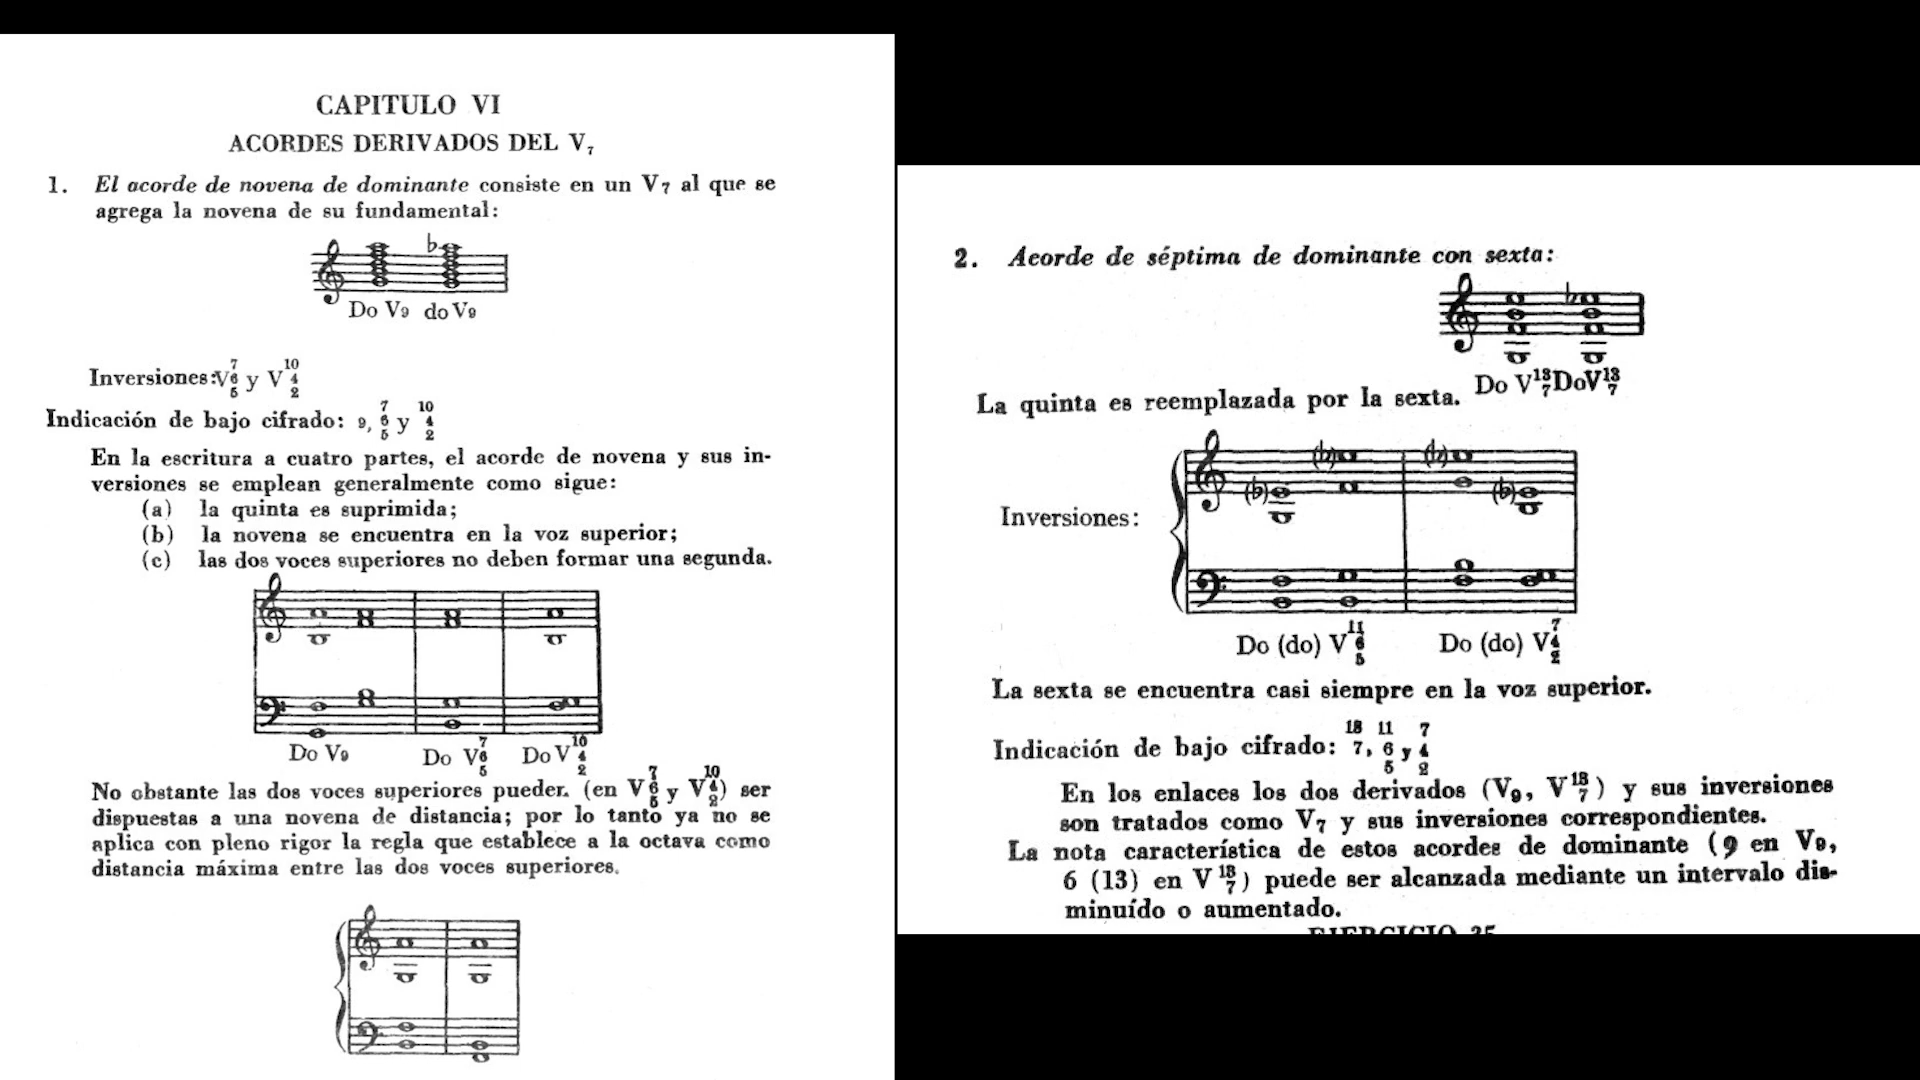 CAPITULO VI
ACORDES DERIVADOS DEL V₇
1. El acorde de novena de dominante consiste en un V₇ al que se
agrega la novena de su fundamental:
Do V₉ do V₉
Inversiones: V 7 6 5 y V 10 4 2
Indicación de bajo cifrado: 9, 7 6 5 y 10 4 2
En la escritura a cuatro partes, el acorde de novena y sus in-
versiones se emplean generalmente como sigue:
(a) la quinta es suprimida;
(b) la novena se encuentra en la voz superior;
(c) las dos voces superiores no deben formar una segunda.
Do V₉ Do V 7 6 5 Do V 10 4 2
No obstante las dos voces superiores pueder. (en V 7 6 5 y V 10 4 2) ser
dispuestas a una novena de distancia; por lo tanto ya no se
aplica con pleno rigor la regla que establece a la octava como
distancia máxima entre las dos voces superiores.
2. Acorde de séptima de dominante con sexta:
Do V 13 7 Do V 13 7
La quinta es reemplazada por la sexta.
Inversiones:
Do (do) V 11 6 5 Do (do) V 7 4 2
La sexta se encuentra casi siempre en la voz superior.
Indicación de bajo cifrado: 13 7, 11 6 5 y 7 4 2
En los enlaces los dos derivados (V₉, V 13 7) y sus inversiones
son tratados como V₇ y sus inversiones correspondientes.
La nota característica de estos acordes de dominante (9 en V₉,
6 (13) en V 13 7) puede ser alcanzada mediante un intervalo dis-
minuído o aumentado.